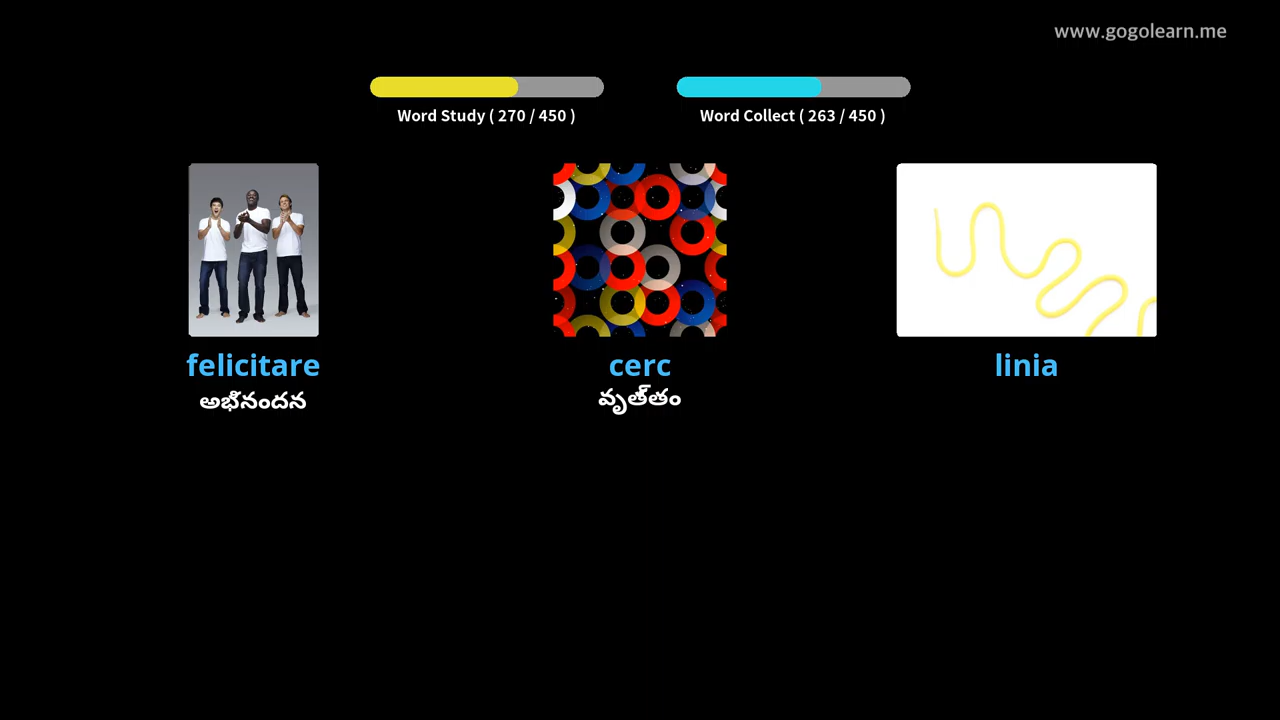 www.gogolearn.me
Word Study ( 270 / 450 )
Word Collect ( 263 / 450 )
felicitare
cerc
linia
అభినందన
వృత్తం